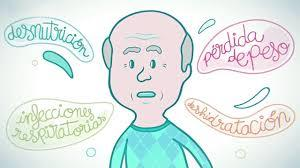 desnutrición
pérdida
de peso
infecciones
respiratorias
deshidratación